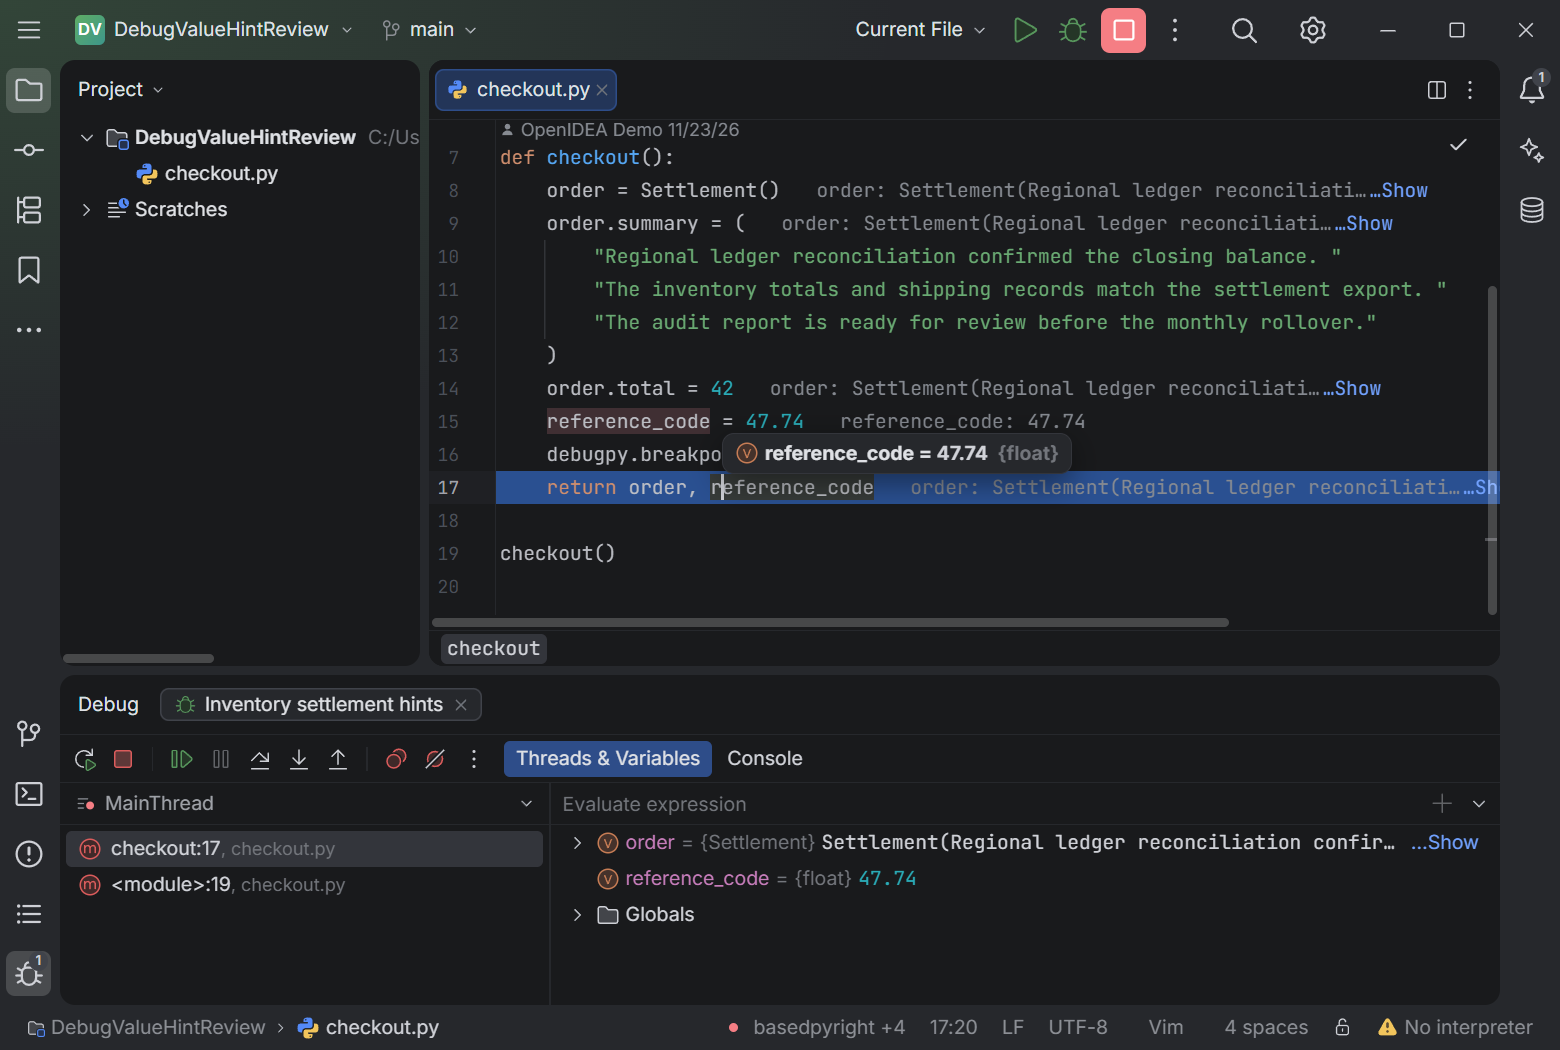 DV DebugValueHintReview main Current File
Project
DebugValueHintReview C:/Us
checkout.py
Scratches
checkout.py
1
OpenIDEA Demo 11/23/26
7 def checkout():
8 order = Settlement() order: Settlement(Regional ledger reconciliati……Show
9 order.summary = ( order: Settlement(Regional ledger reconciliati……Show
10 "Regional ledger reconciliation confirmed the closing balance. "
11 "The inventory totals and shipping records match the settlement export. "
12 "The audit report is ready for review before the monthly rollover."
13 )
14 order.total = 42 order: Settlement(Regional ledger reconciliati……Show
15 reference_code = 47.74 reference_code: 47.74
16 debugpy.breakpo
reference_code = 47.74 {float}
17 return order, reference_code order: Settlement(Regional ledger reconciliati……Sh
18
19 checkout()
20
checkout
Debug Inventory settlement hints
Threads & Variables Console
MainThread
checkout:17, checkout.py
<module>:19, checkout.py
Evaluate expression
order = {Settlement} Settlement(Regional ledger reconciliation confir… …Show
reference_code = {float} 47.74
Globals
1
DebugValueHintReview › checkout.py basedpyright +4 17:20 LF UTF-8 Vim 4 spaces No interpreter